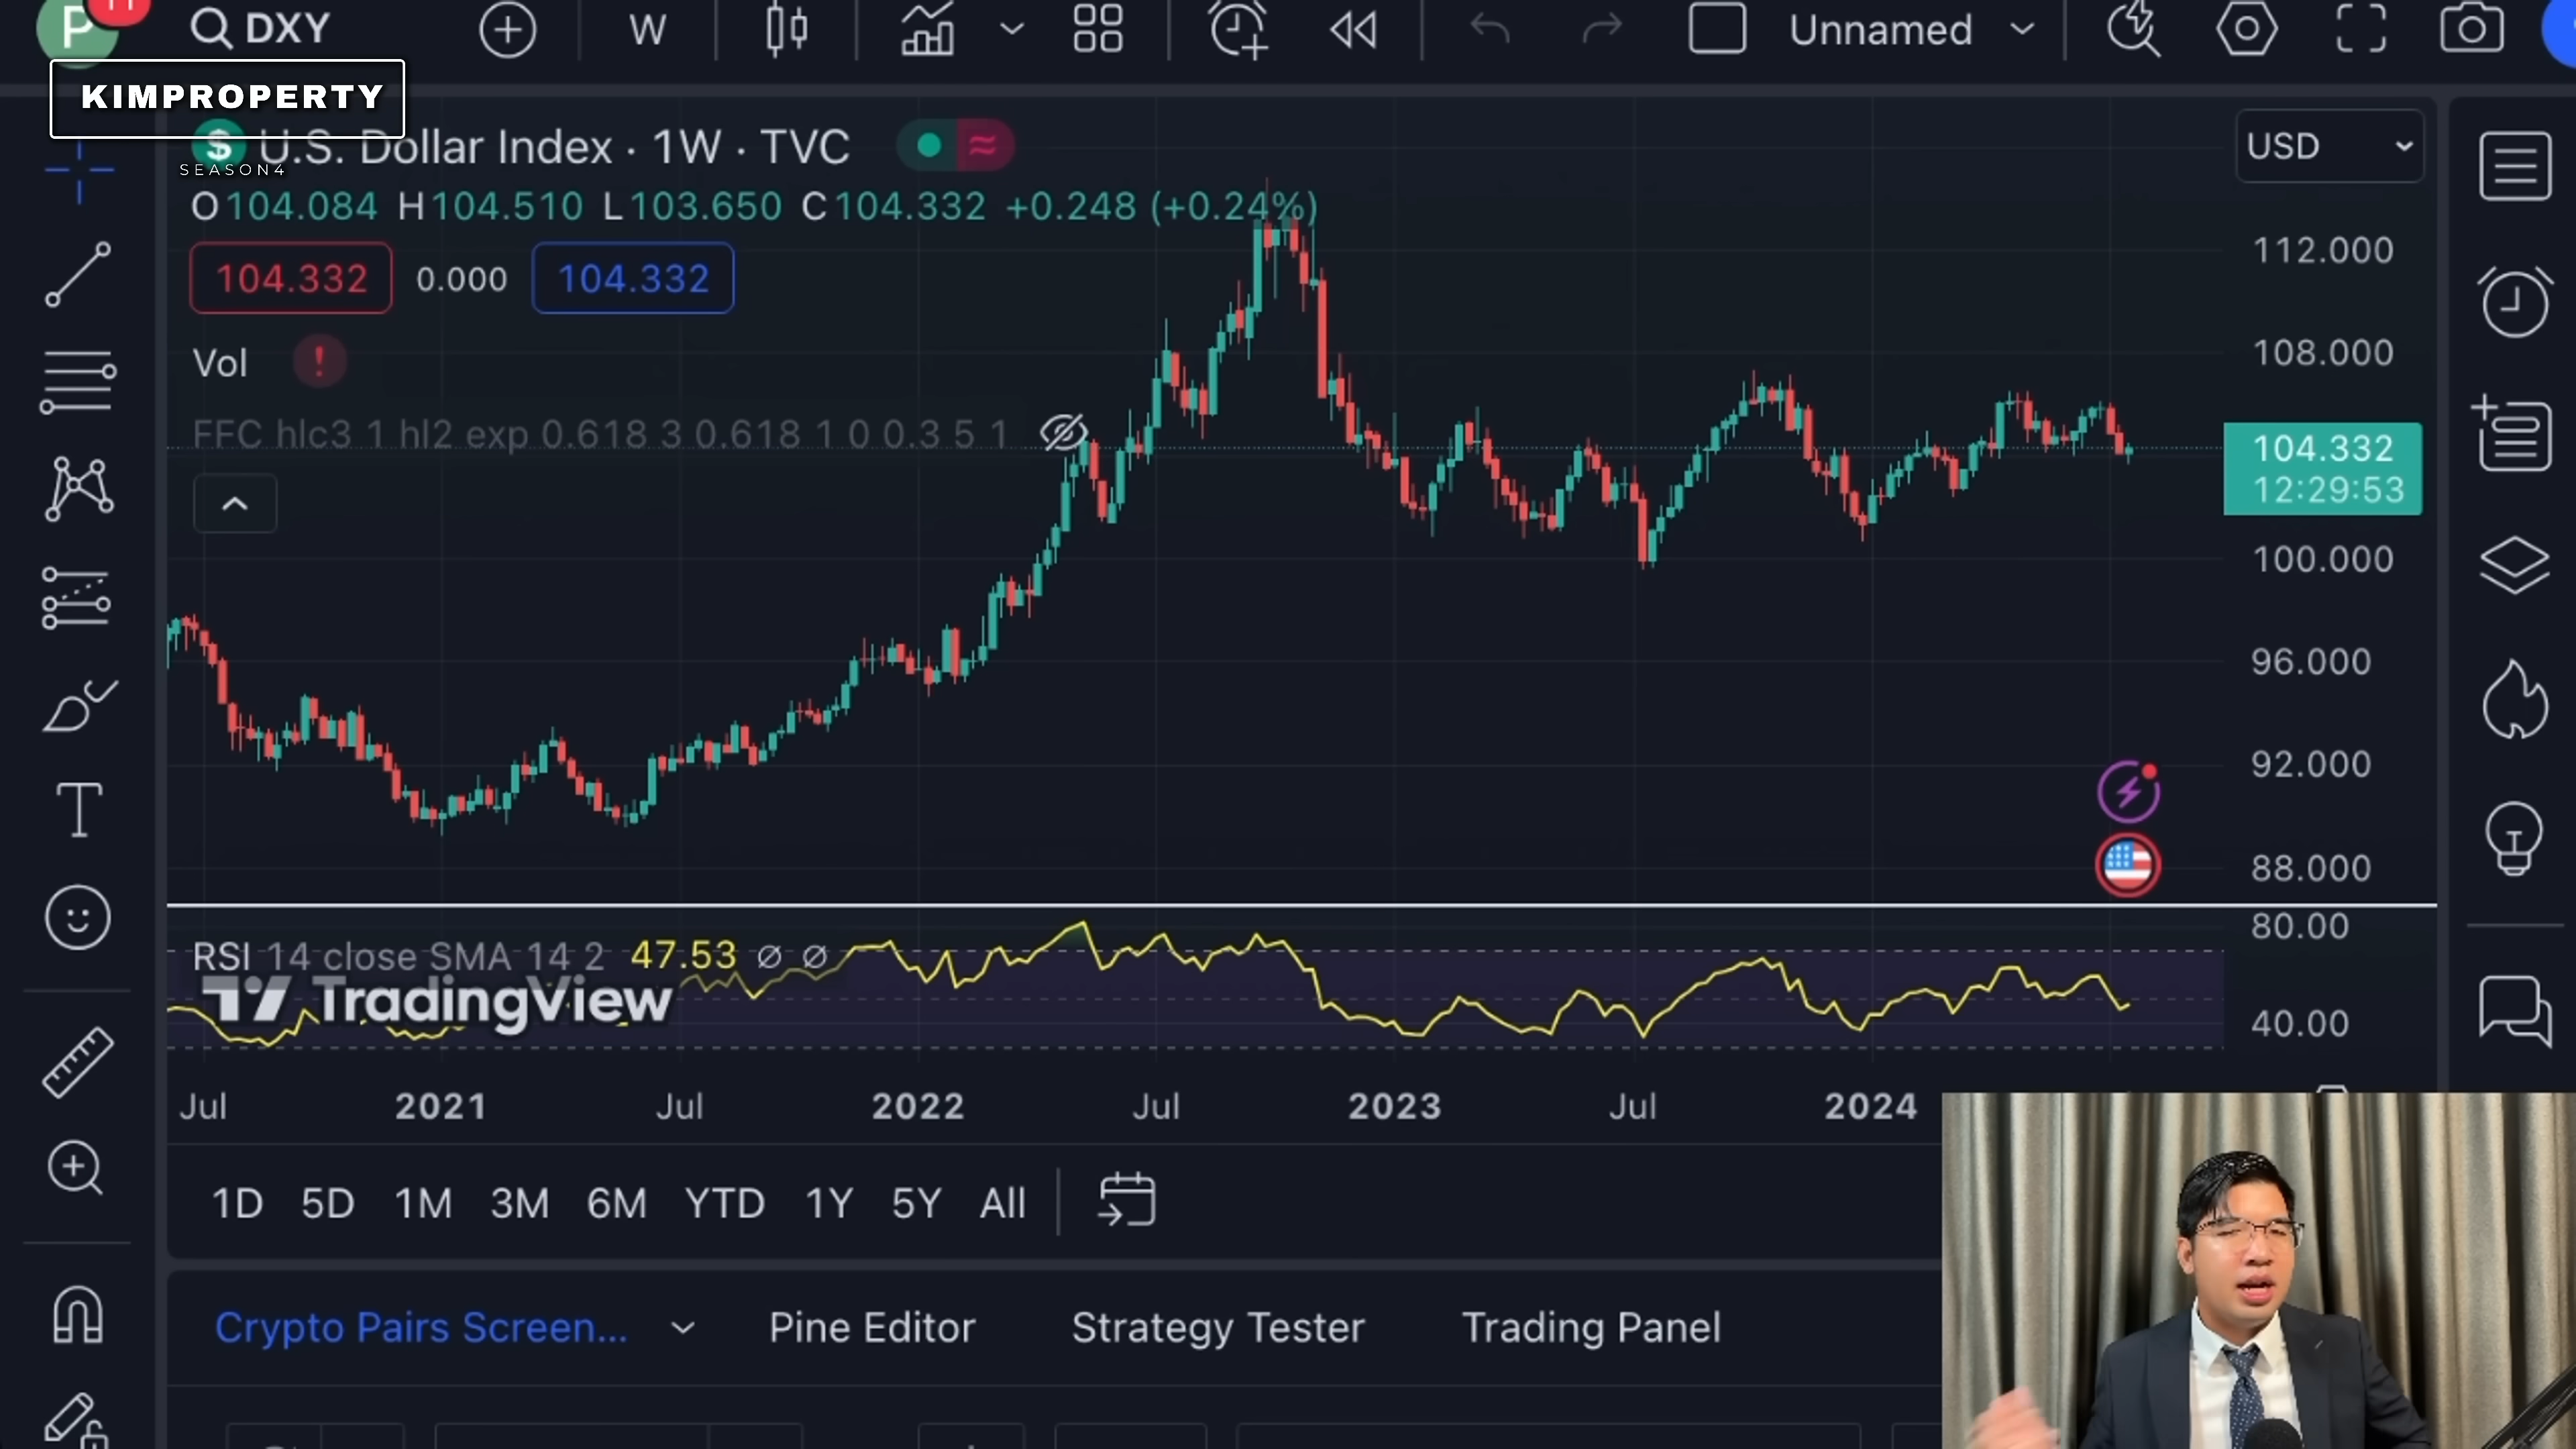 P 11 DXY W Unnamed
KIMPROPERTY
SEASON4
$ U.S. Dollar Index · 1W · TVC ≈ USD
O104.084 H104.510 L103.650 C104.332 +0.248 (+0.24%)
104.332 0.000 104.332
Vol !
FFC hlc3 1 hl2 exp 0.618 3 0.618 1 0 0.3 5 1
112.000
108.000
104.332
12:29:53
100.000
96.000
92.000
88.000
80.00
RSI 14 close SMA 14 2 47.53 ∅ ∅
TradingView
40.00
Jul 2021 Jul 2022 Jul 2023 Jul 2024
1D 5D 1M 3M 6M YTD 1Y 5Y All
Crypto Pairs Screen... Pine Editor Strategy Tester Trading Panel